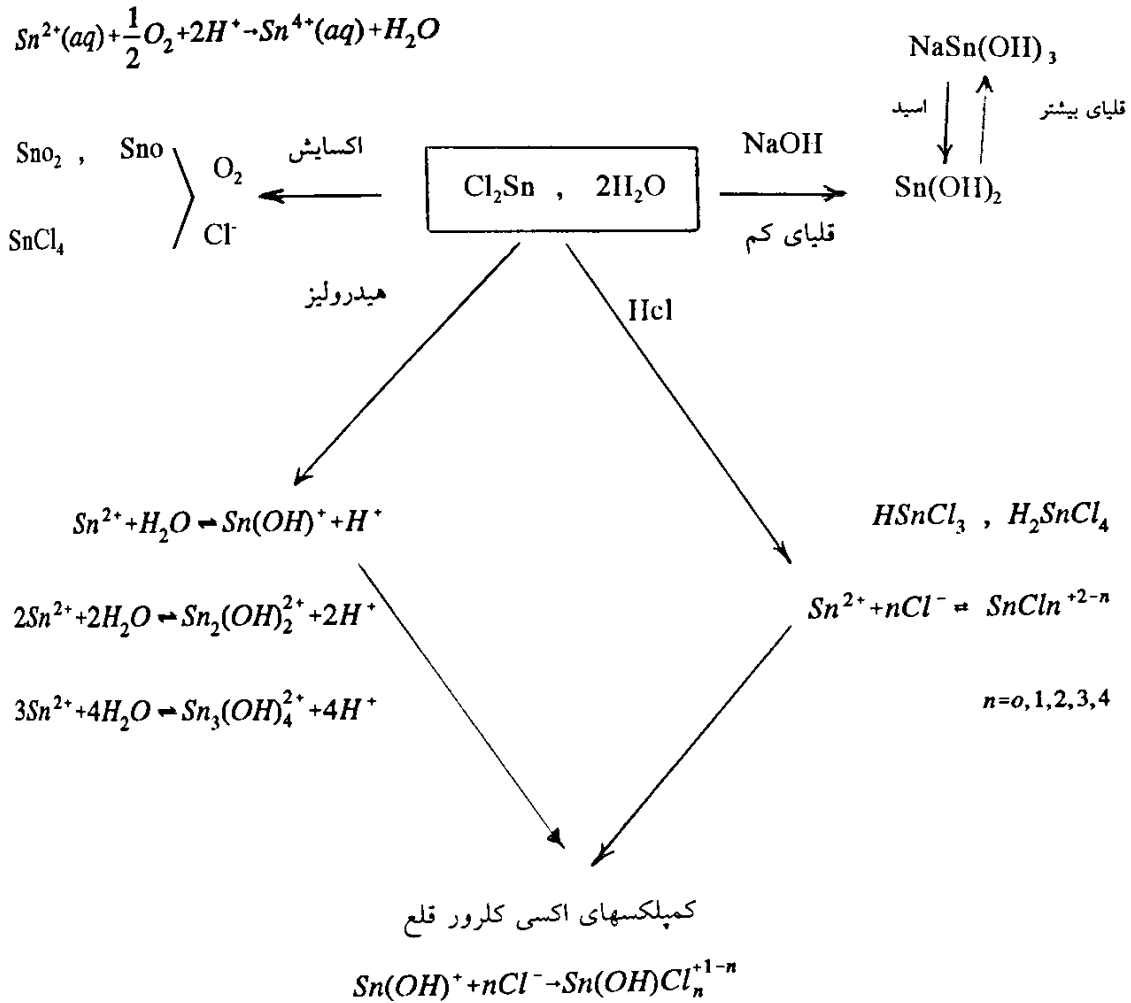 Sn²⁺(aq)+1/2O₂+2H⁺→Sn⁴⁺(aq)+H₂O
NaSn(OH)₃
اسید
قلیای بیشتر
Sno₂ , Sno
O₂
SnCl₄
Cl⁻
اکسایش
Cl₂Sn , 2H₂O
NaOH
قلیای کم
Sn(OH)₂
هیدرولیز
Hcl
Sn²⁺+H₂O⇌Sn(OH)⁺+H⁺
2Sn²⁺+2H₂O⇌Sn₂(OH)₂²⁺+2H⁺
3Sn²⁺+4H₂O⇌Sn₃(OH)₄²⁺+4H⁺
HSnCl₃ , H₂SnCl₄
Sn²⁺+nCl⁻ ⇄ SnCln⁺²⁻ⁿ
n=o,1,2,3,4
کمپلکسهای اکسی کلرور قلع
Sn(OH)⁺+nCl⁻→Sn(OH)Clₙ⁺¹⁻ⁿ